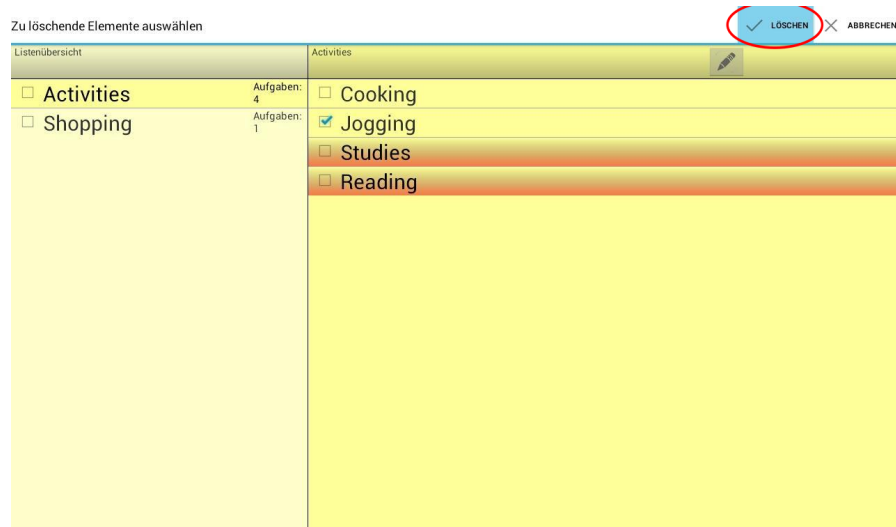 Zu löschende Elemente auswählen
LÖSCHEN
ABBRECHEN
Listenübersicht
Activities
Aufgaben:
4
Shopping
Aufgaben:
1
Activities
Cooking
Jogging
Studies
Reading